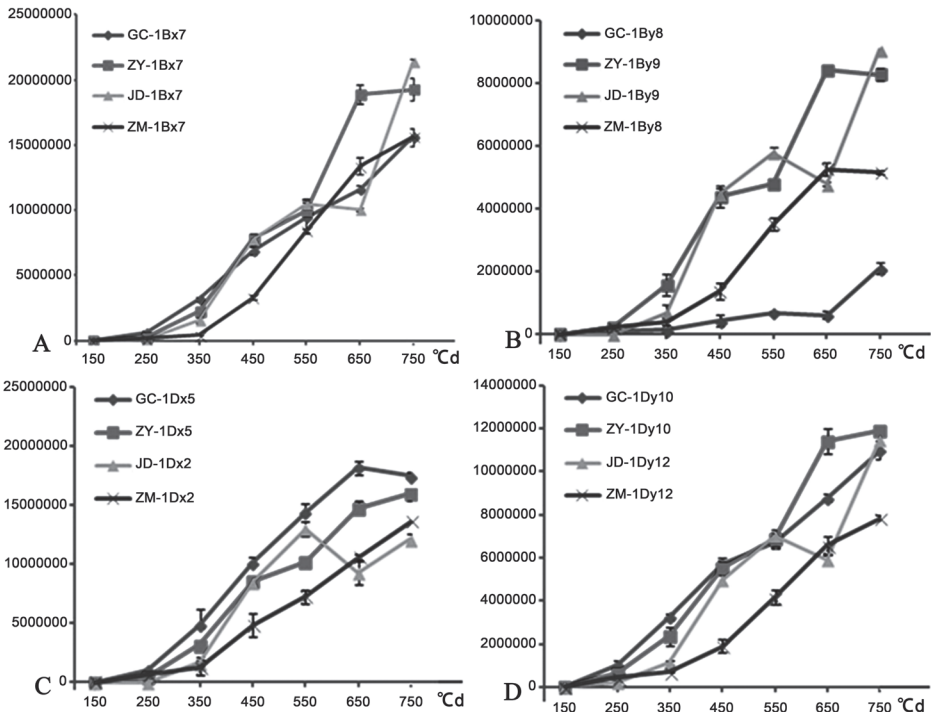 25000000
20000000
15000000
10000000
5000000
0
GC-1Bx7
ZY-1Bx7
JD-1Bx7
ZM-1Bx7
A
150 250 350 450 550 650 750 ℃d
10000000
8000000
6000000
4000000
2000000
0
GC-1By8
ZY-1By9
JD-1By9
ZM-1By8
B
150 250 350 450 550 650 750 ℃d
25000000
20000000
15000000
10000000
5000000
0
GC-1Dx5
ZY-1Dx5
JD-1Dx2
ZM-1Dx2
C
150 250 350 450 550 650 750 ℃d
14000000
12000000
10000000
8000000
6000000
4000000
2000000
0
GC-1Dy10
ZY-1Dy10
JD-1Dy12
ZM-1Dy12
D
150 250 350 450 550 650 750 ℃d